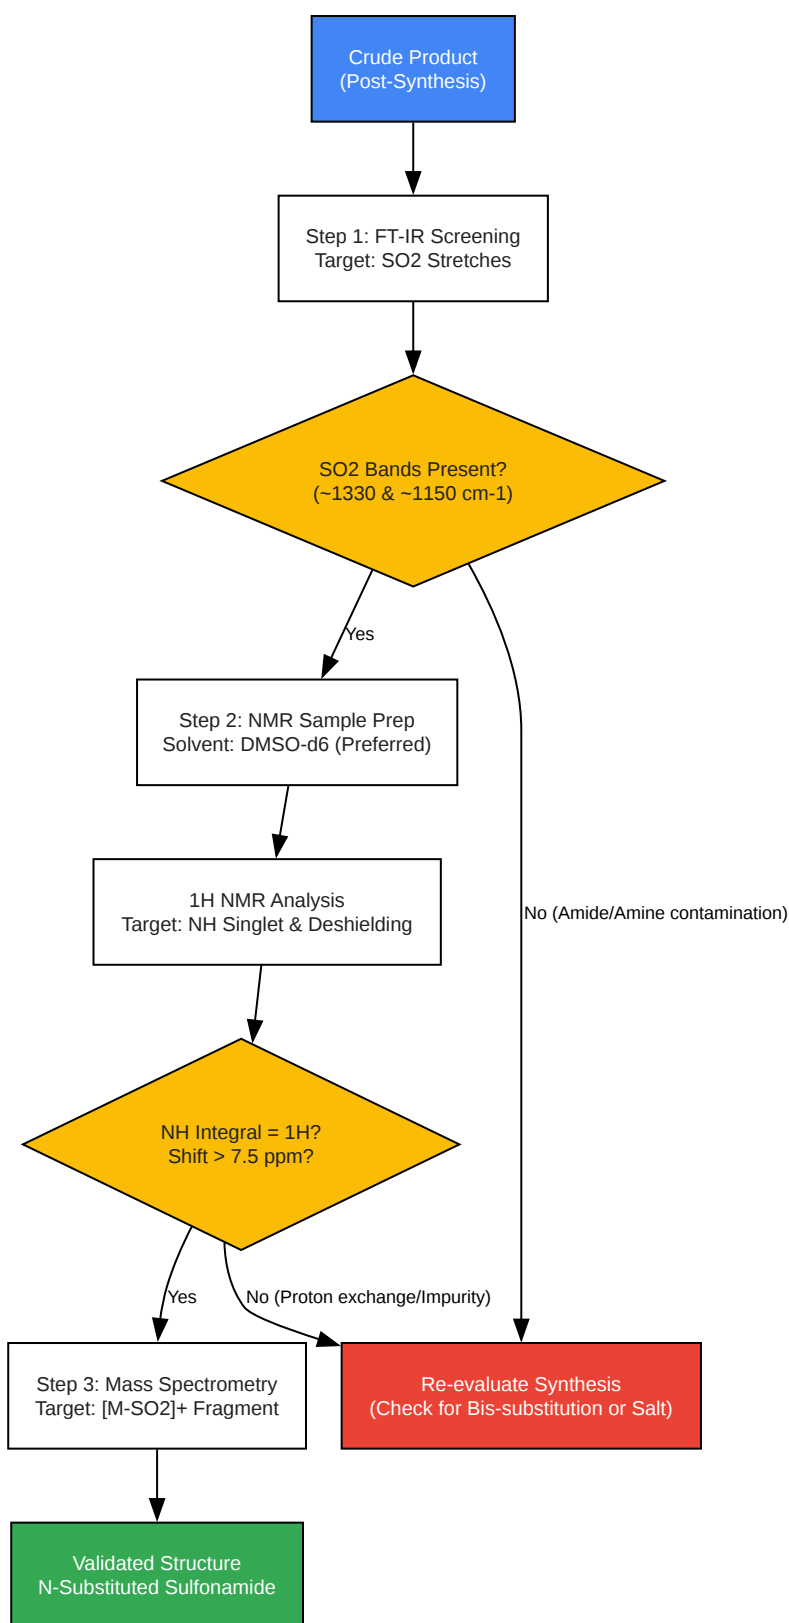 Crude Product
(Post-Synthesis)
Step 1: FT-IR Screening
Target: SO2 Stretches
SO2 Bands Present?
(~1330 & ~1150 cm-1)
Yes
Step 2: NMR Sample Prep
Solvent: DMSO-d6 (Preferred)
1H NMR Analysis
Target: NH Singlet & Deshielding
No (Amide/Amine contamination)
NH Integral = 1H?
Shift > 7.5 ppm?
Yes
No (Proton exchange/Impurity)
Step 3: Mass Spectrometry
Target: [M-SO2]+ Fragment
Re-evaluate Synthesis
(Check for Bis-substitution or Salt)
Validated Structure
N-Substituted Sulfonamide